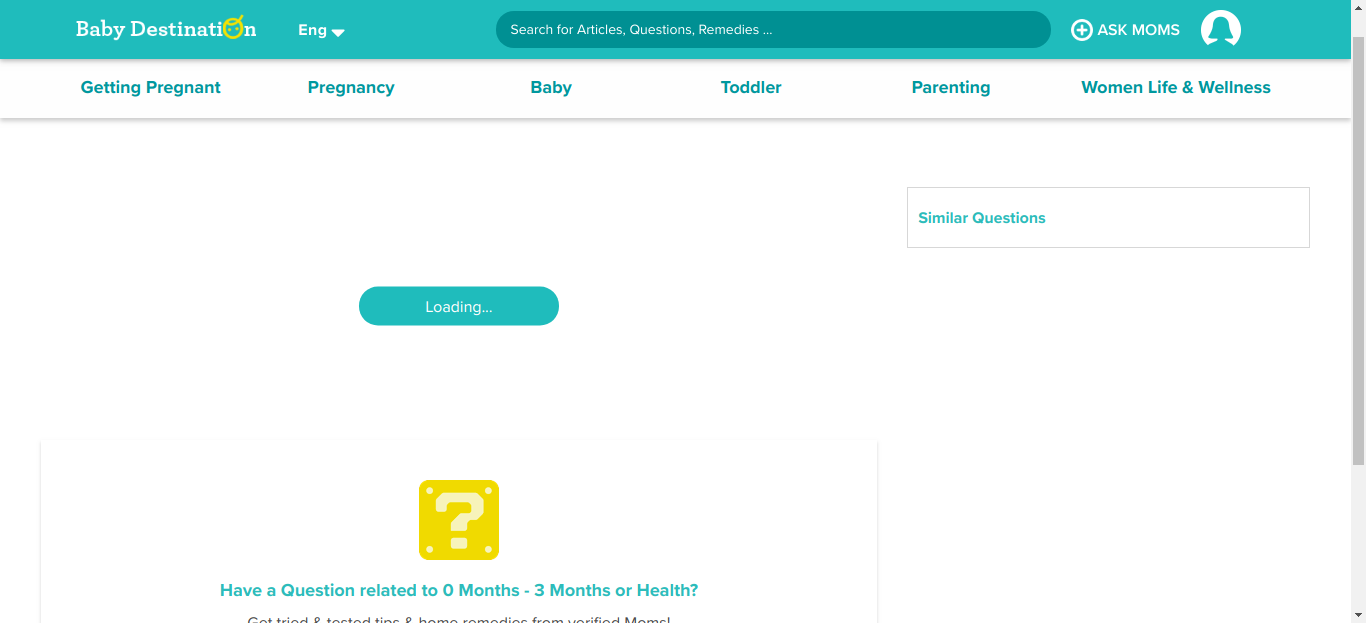 Baby Destination
Eng
Search for Articles, Questions, Remedies ...
ASK MOMS
Getting Pregnant
Pregnancy
Baby
Toddler
Parenting
Women Life & Wellness
Similar Questions
Loading...
?
Have a Question related to 0 Months - 3 Months or Health?
Get tried & tested tips & home remedies from verified Moms!